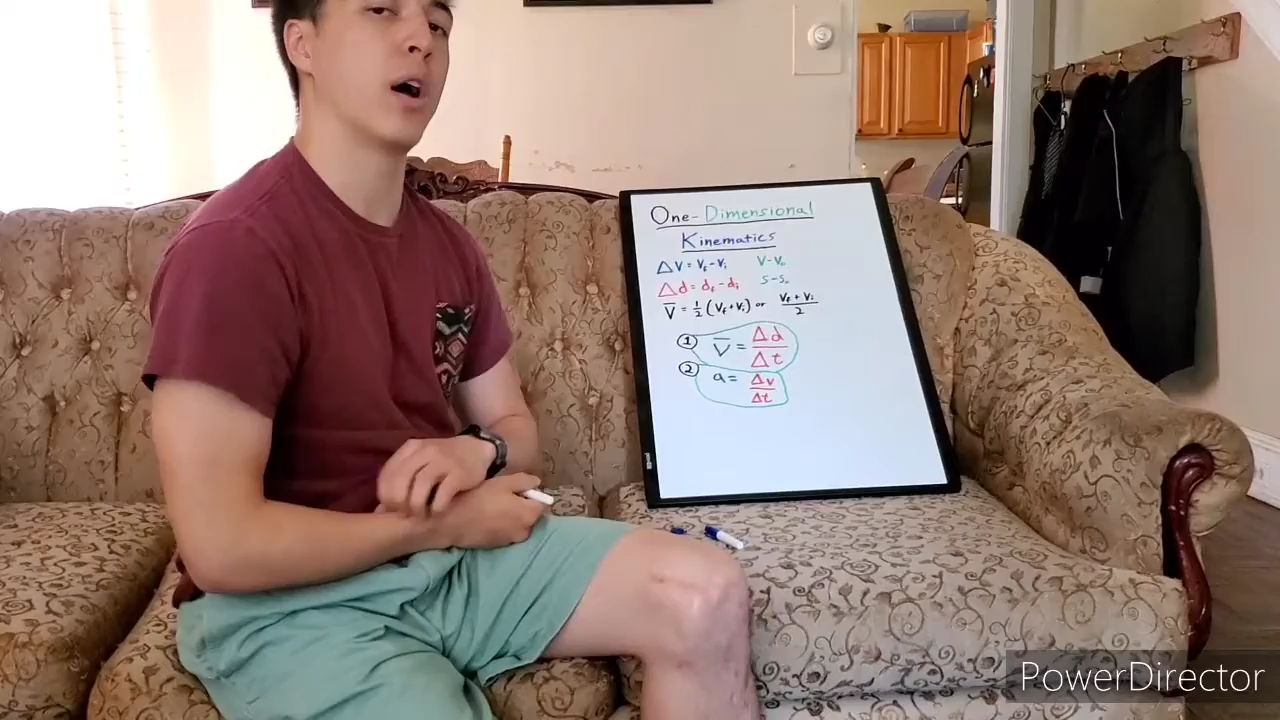 One-Dimensional
Kinematics
ΔV = Vf - Vi V - V₀
Δd = df - di S - S₀
V̅ = 1/2 (Vf + Vi) or Vf + Vi / 2
① V̅ = Δd / Δt
② a = Δv / Δt
PowerDirector